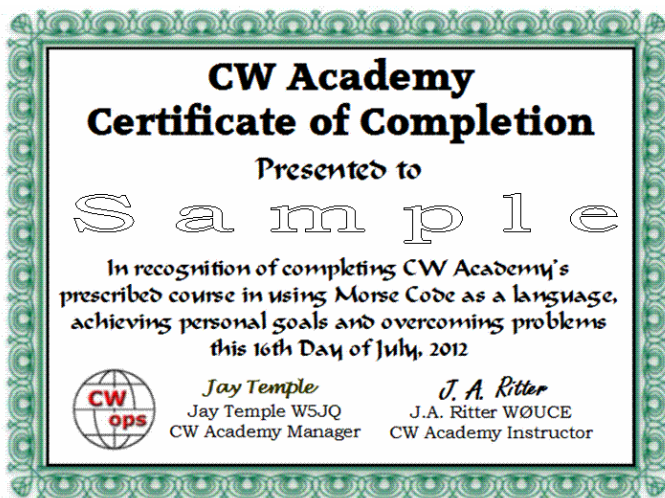 CW Academy
Certificate of Completion
Presented to
Sample
In recognition of completing CW Academy's
prescribed course in using Morse Code as a language,
achieving personal goals and overcoming problems
this 16th Day of July, 2012
CW
ops
Jay Temple
Jay Temple W5JQ
CW Academy Manager
J. A. Ritter
J.A. Ritter WØUCE
CW Academy Instructor